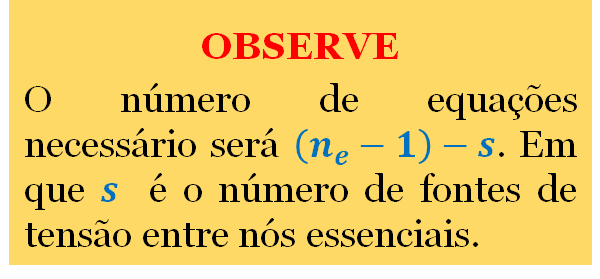 OBSERVE
O número de equações
necessário será (nₑ − 1) − s. Em
que s é o número de fontes de
tensão entre nós essenciais.